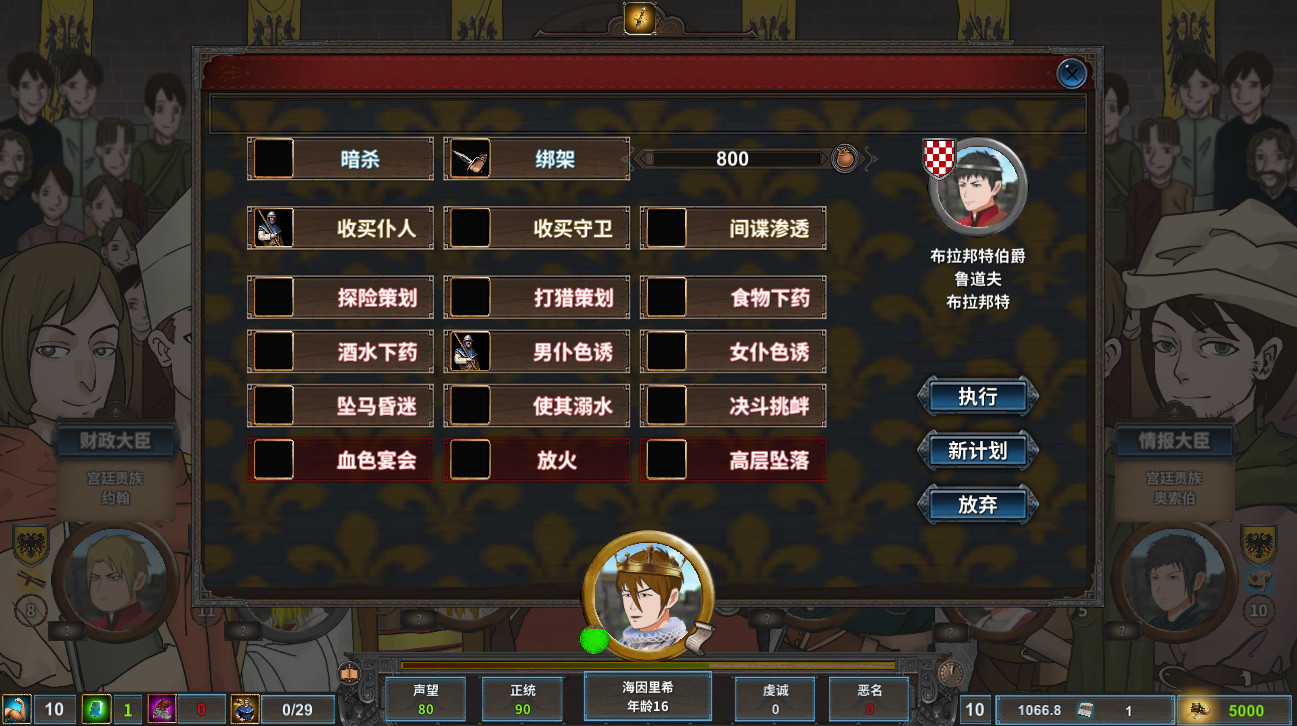 暗杀
绑架
800
收买仆人
收买守卫
间谍渗透
探险策划
打猎策划
食物下药
酒水下药
男仆色诱
女仆色诱
坠马昏迷
使其溺水
决斗挑衅
血色宴会
放火
高层坠落
布拉邦特伯爵
鲁道夫
布拉邦特
执行
新计划
放弃
财政大臣
宫廷贵族
约翰
8
11
?
?
?
?
?
?
情报大臣
宫廷贵族
奥索伯
5
10
10
1
0
0/29
声望
80
正统
90
海因里希
年龄16
虔诚
0
恶名
0
10
1066.8
1
5000